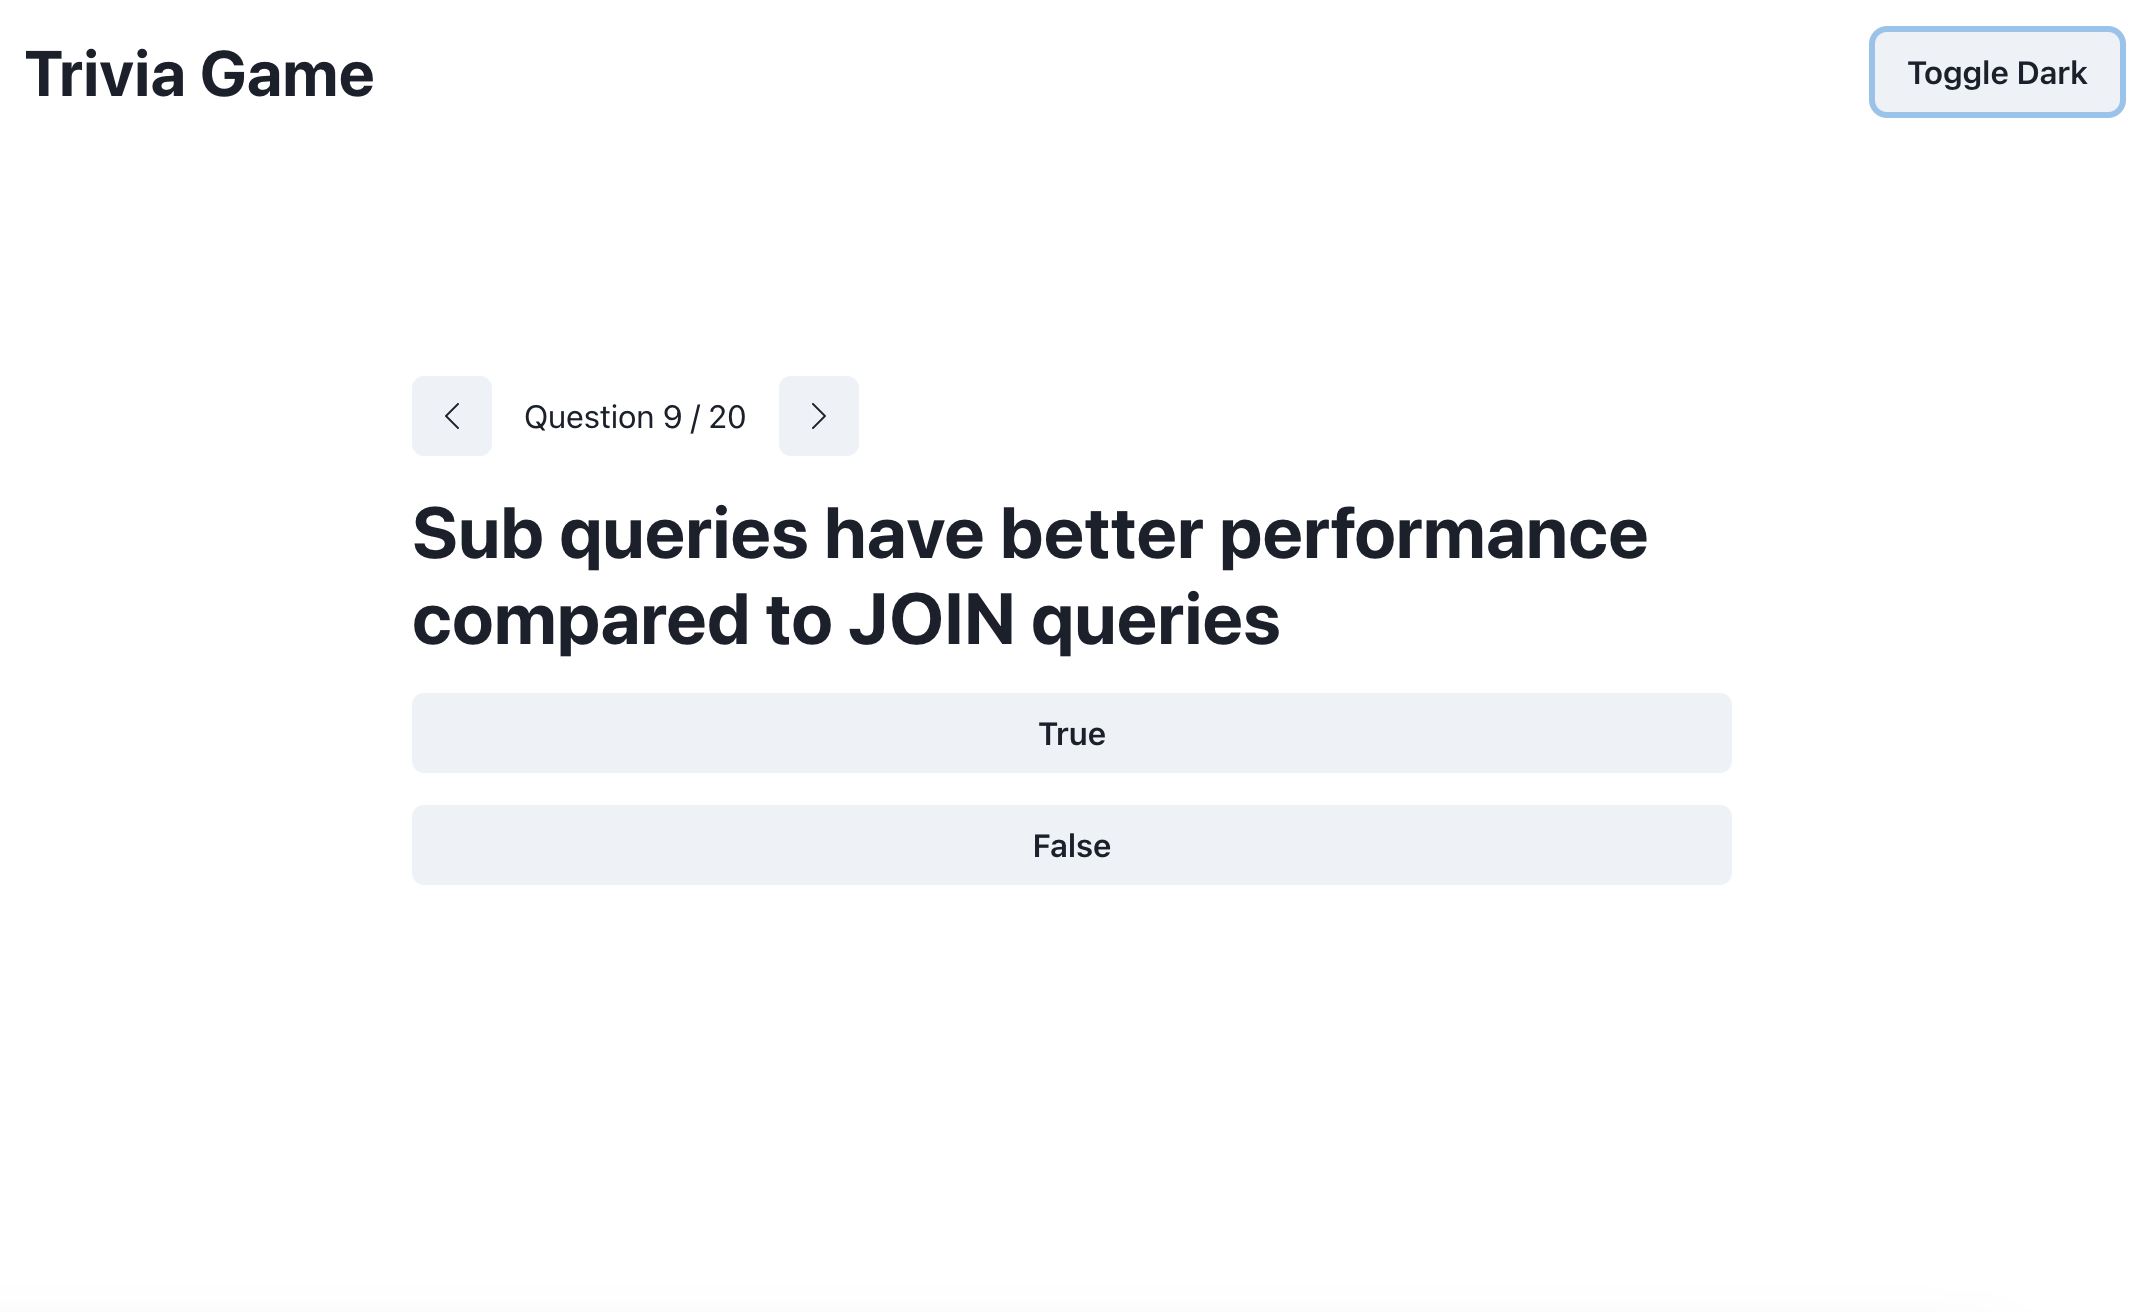 Trivia Game
Toggle Dark
Question 9 / 20
Sub queries have better performance
compared to JOIN queries
True
False